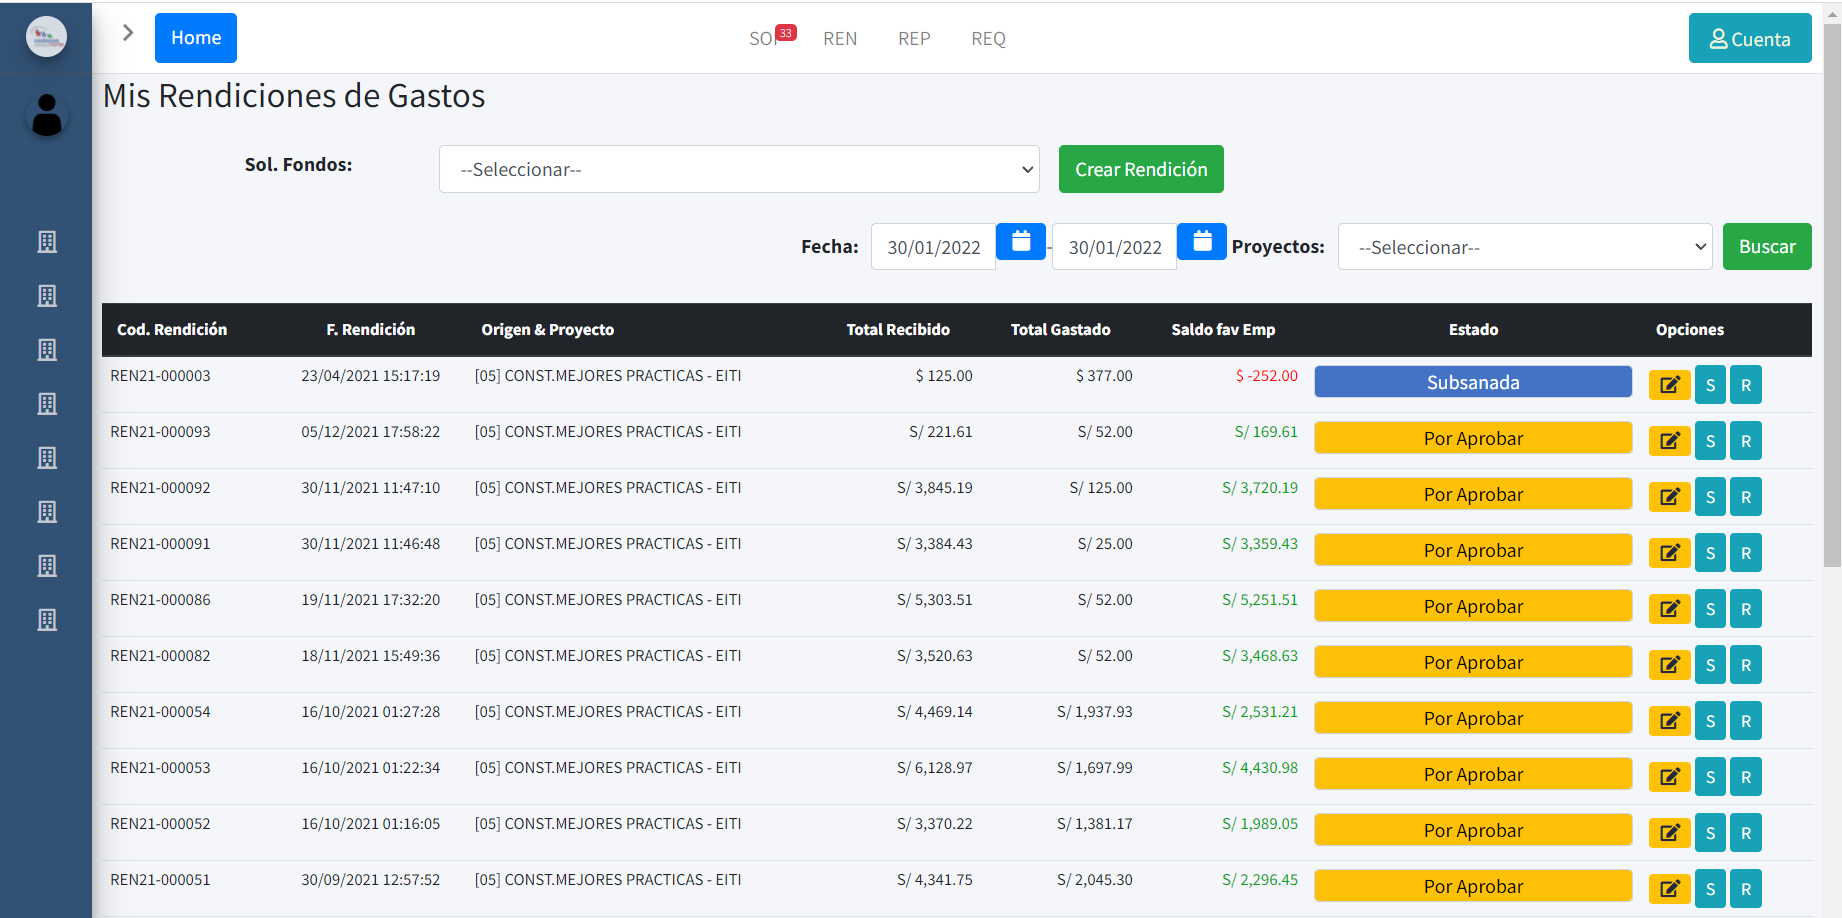 Home
33
REN
REP
REQ
Cuenta
Mis Rendiciones de Gastos
Sol. Fondos:
--Seleccionar--
Crear Rendición
Fecha: 30/01/2022 - 30/01/2022 Proyectos: --Seleccionar-- Buscar
Cod. Rendición F. Rendición Origen & Proyecto Total Recibido Total Gastado Saldo fav Emp Estado Opciones
REN21-000003 23/04/2021 15:17:19 [05] CONST.MEJORES PRACTICAS - EITI $ 125.00 $ 377.00 $ -252.00 Subsanada S R
REN21-000093 05/12/2021 17:58:22 [05] CONST.MEJORES PRACTICAS - EITI S/ 221.61 S/ 52.00 S/ 169.61 Por Aprobar S R
REN21-000092 30/11/2021 11:47:10 [05] CONST.MEJORES PRACTICAS - EITI S/ 3,845.19 S/ 125.00 S/ 3,720.19 Por Aprobar S R
REN21-000091 30/11/2021 11:46:48 [05] CONST.MEJORES PRACTICAS - EITI S/ 3,384.43 S/ 25.00 S/ 3,359.43 Por Aprobar S R
REN21-000086 19/11/2021 17:32:20 [05] CONST.MEJORES PRACTICAS - EITI S/ 5,303.51 S/ 52.00 S/ 5,251.51 Por Aprobar S R
REN21-000082 18/11/2021 15:49:36 [05] CONST.MEJORES PRACTICAS - EITI S/ 3,520.63 S/ 52.00 S/ 3,468.63 Por Aprobar S R
REN21-000054 16/10/2021 01:27:28 [05] CONST.MEJORES PRACTICAS - EITI S/ 4,469.14 S/ 1,937.93 S/ 2,531.21 Por Aprobar S R
REN21-000053 16/10/2021 01:22:34 [05] CONST.MEJORES PRACTICAS - EITI S/ 6,128.97 S/ 1,697.99 S/ 4,430.98 Por Aprobar S R
REN21-000052 16/10/2021 01:16:05 [05] CONST.MEJORES PRACTICAS - EITI S/ 3,370.22 S/ 1,381.17 S/ 1,989.05 Por Aprobar S R
REN21-000051 30/09/2021 12:57:52 [05] CONST.MEJORES PRACTICAS - EITI S/ 4,341.75 S/ 2,045.30 S/ 2,296.45 Por Aprobar S R